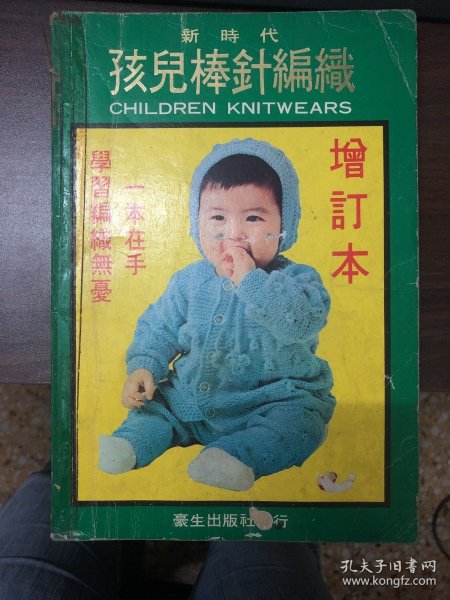 新時代
孩兒棒針編織
CHILDREN KNITWEARS
增訂本
一本在手
學習編織無憂
豪生出版社行
孔夫子旧书网
www.kongfz.com